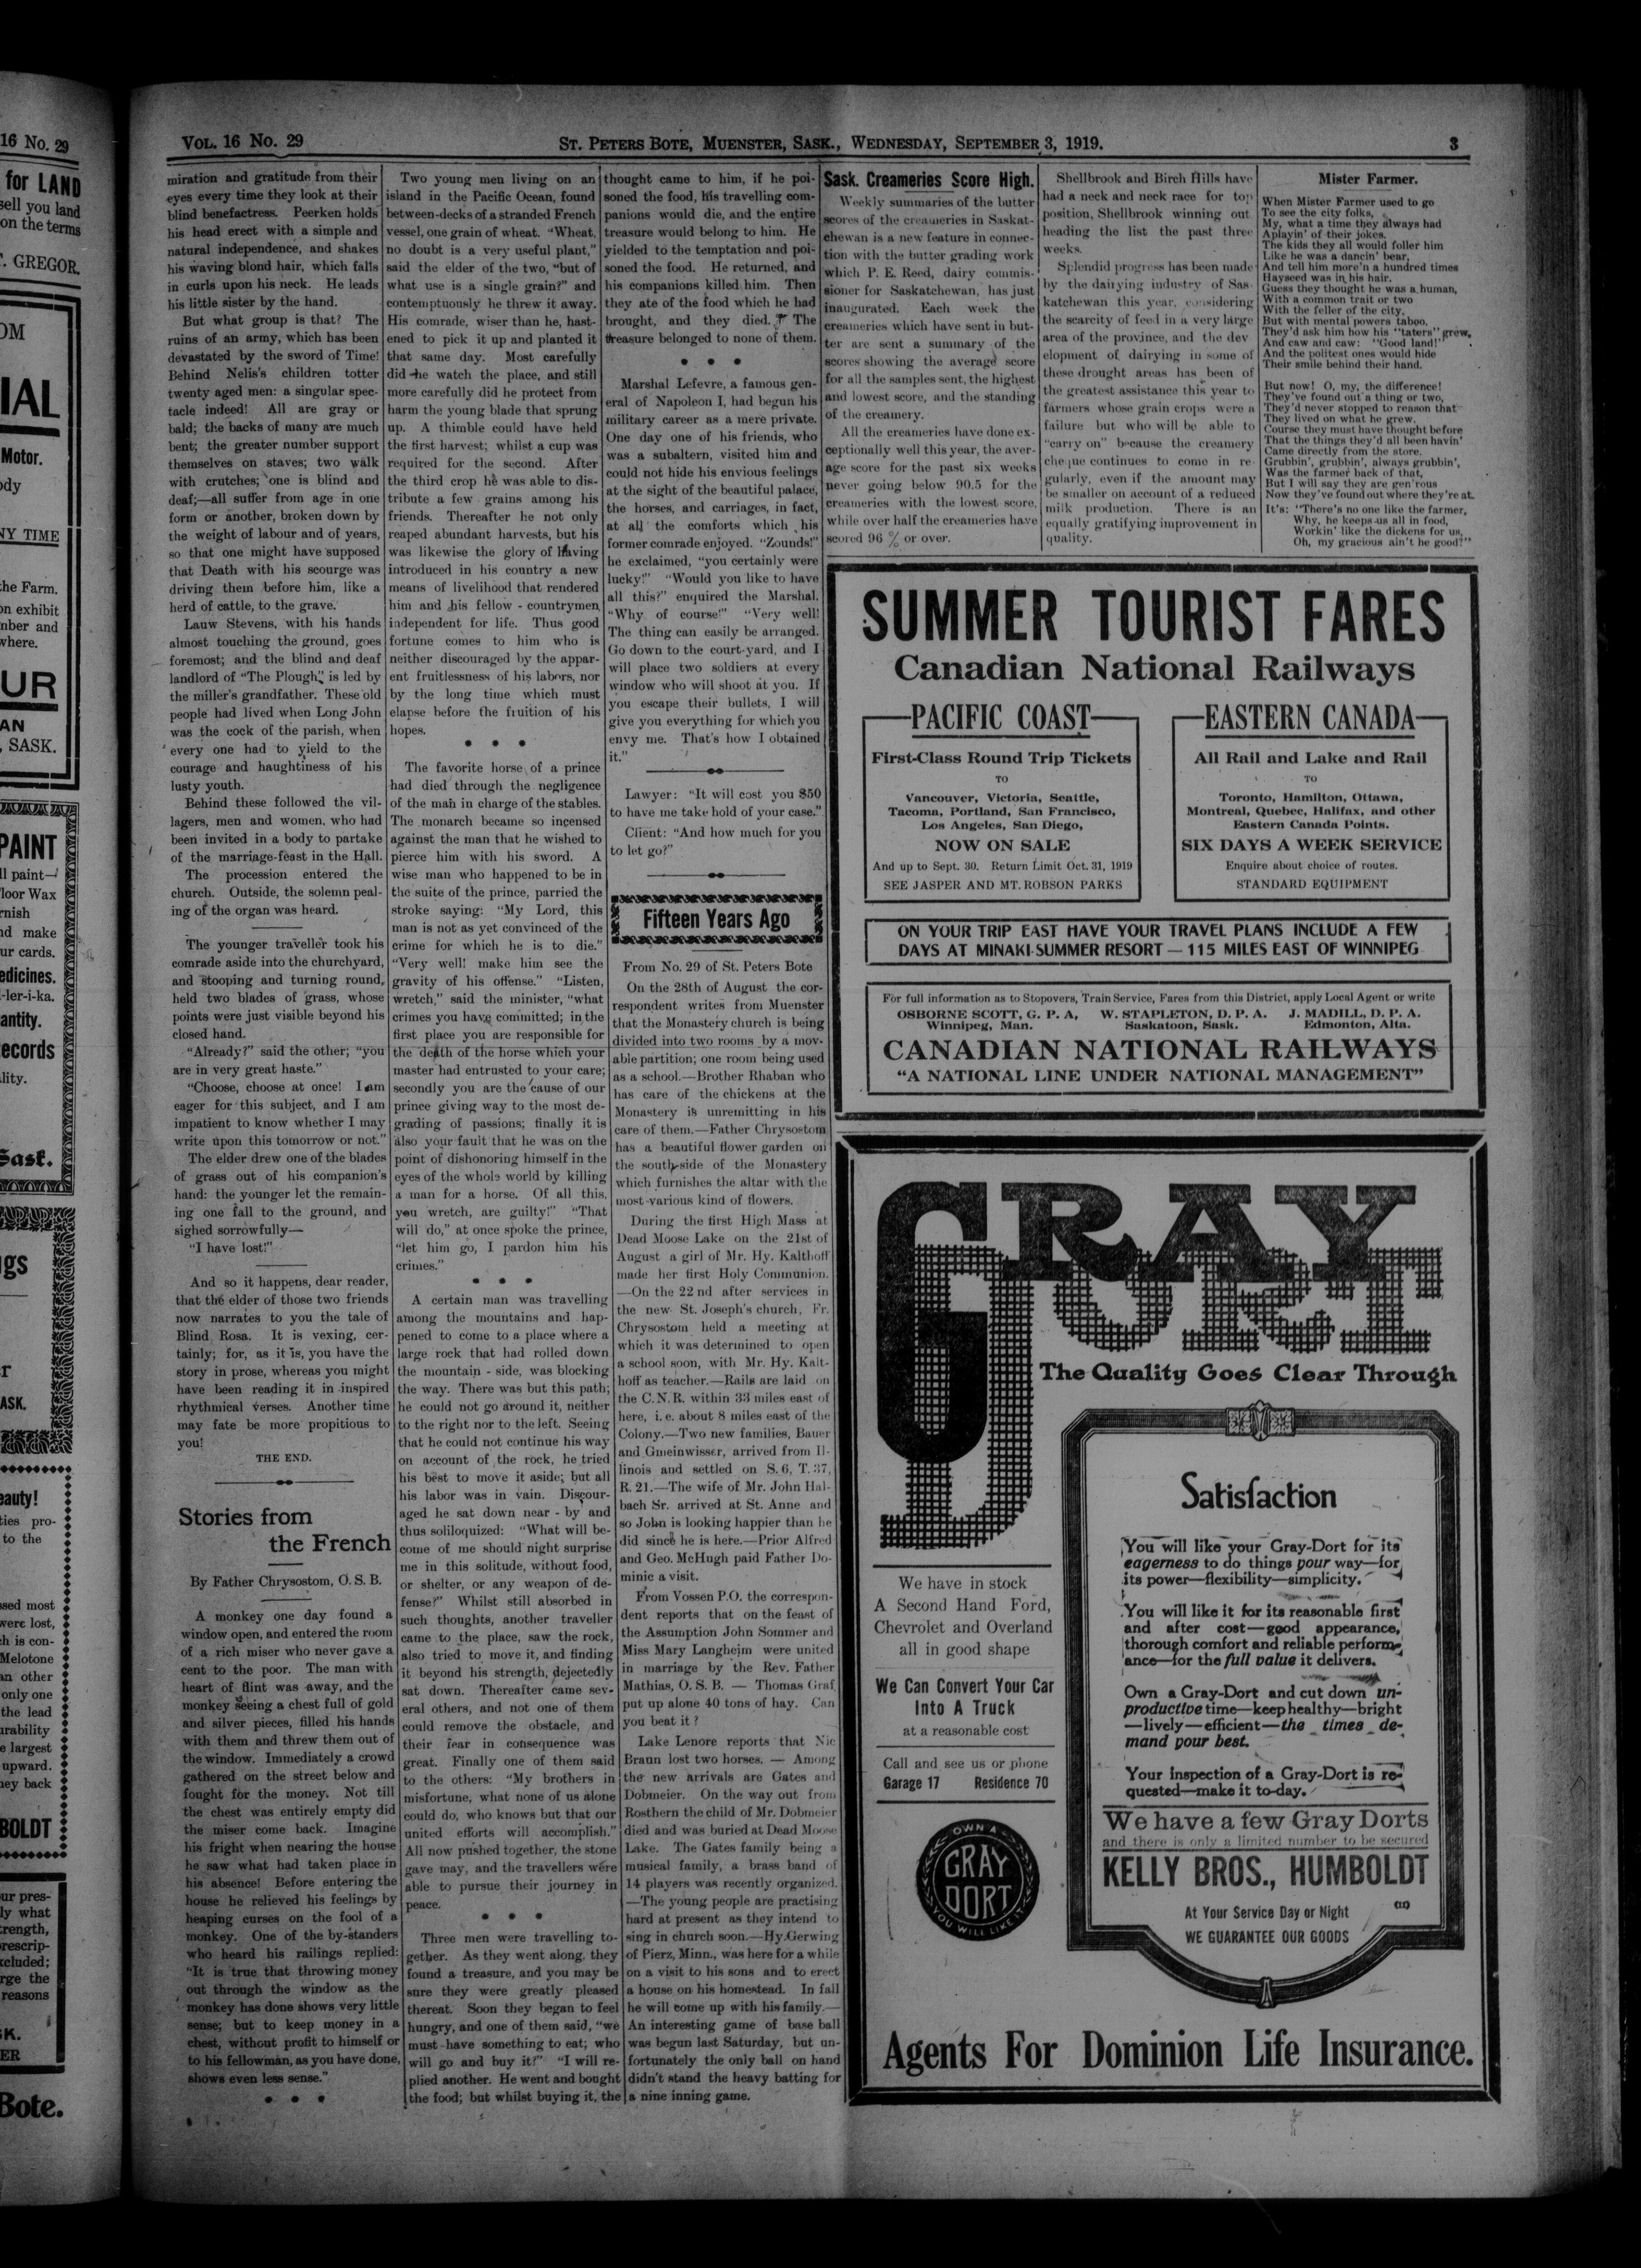 16 No. 29
for LAND
sell you land
on the terms
T. GREGOR.
OM
IAL
Motor.
ody
NY TIME
the Farm.
on exhibit
mber and
where.
UR
AN
, SASK.
PAINT
ll paint—
loor Wax
rnish
nd make
ur cards.
edicines.
-ler-i-ka.
antity.
ecords
lity.
Sask.
gs
r
ASK.
eauty!
ties pro-
to the
ssed most
were lost,
ch is con-
Melotone
an other
only one
the lead
urability
e largest
upward.
ney back
BOLDT
ur pres-
ly what
trength,
rescrip-
xcluded;
rge the
reasons
K.
ER
Bote.
VOL. 16 No. 29
ST. PETERS BOTE, MUENSTER, SASK., WEDNESDAY, SEPTEMBER 3, 1919.
3
miration and gratitude from their
eyes every time they look at their
blind benefactress. Peerken holds
his head erect with a simple and
natural independence, and shakes
his waving blond hair, which falls
in curls upon his neck. He leads
his little sister by the hand.
But what group is that? The
ruins of an army, which has been
devastated by the sword of Time!
Behind Nelis's children totter
twenty aged men: a singular spec-
tacle indeed! All are gray or
bald; the backs of many are much
bent; the greater number support
themselves on staves; two walk
with crutches; one is blind and
deaf;—all suffer from age in one
form or another, broken down by
the weight of labour and of years,
so that one might have supposed
that Death with his scourge was
driving them before him, like a
herd of cattle, to the grave.
Lauw Stevens, with his hands
almost touching the ground, goes
foremost; and the blind and deaf
landlord of "The Plough" is led by
the miller's grandfather. These old
people had lived when Long John
was the cock of the parish, when
every one had to yield to the
courage and haughtiness of his
lusty youth.
Behind these followed the vil-
lagers, men and women, who had
been invited in a body to partake
of the marriage-feast in the Hall.
The procession entered the
church. Outside, the solemn peal-
ing of the organ was heard.
The younger traveller took his
comrade aside into the churchyard,
and stooping and turning round,
held two blades of grass, whose
points were just visible beyond his
closed hand.
"Already?" said the other; "you
are in very great haste."
"Choose, choose at once! I am
eager for this subject, and I am
impatient to know whether I may
write upon this tomorrow or not."
The elder drew one of the blades
of grass out of his companion's
hand: the younger let the remain-
ing one fall to the ground, and
sighed sorrowfully—
"I have lost!"
And so it happens, dear reader,
that the elder of those two friends
now narrates to you the tale of
Blind Rosa. It is vexing, cer-
tainly; for, as it is, you have the
story in prose, whereas you might
have been reading it in inspired
rhythmical verses. Another time
may fate be more propitious to
you!
THE END.
Stories from
the French
By Father Chrysostom, O. S. B.
A monkey one day found a
window open, and entered the room
of a rich miser who never gave a
cent to the poor. The man with
heart of flint was away, and the
monkey seeing a chest full of gold
and silver pieces, filled his hands
with them and threw them out of
the window. Immediately a crowd
gathered on the street below and
fought for the money. Not till
the chest was entirely empty did
the miser come back. Imagine
his fright when nearing the house
he saw what had taken place in
his absence! Before entering the
house he relieved his feelings by
heaping curses on the fool of a
monkey. One of the by-standers
who heard his railings replied:
"It is true that throwing money
out through the window as the
monkey has done shows very little
sense; but to keep money in a
chest, without profit to himself or
to his fellowman, as you have done,
shows even less sense."
Two young men living on an
island in the Pacific Ocean, found
between-decks of a stranded French
vessel, one grain of wheat. "Wheat,
no doubt is a very useful plant,"
said the elder of the two, "but of
what use is a single grain?" and
contemptuously he threw it away.
His comrade, wiser than he, hast-
ened to pick it up and planted it
that same day. Most carefully
did he watch the place, and still
more carefully did he protect from
harm the young blade that sprung
up. A thimble could have held
the first harvest; whilst a cup was
required for the second. After
the third crop he was able to dis-
tribute a few grains among his
friends. Thereafter he not only
reaped abundant harvests, but his
was likewise the glory of having
introduced in his country a new
means of livelihood that rendered
him and his fellow-countrymen
independent for life. Thus good
fortune comes to him who is
neither discouraged by the appar-
ent fruitlessness of his labors, nor
by the long time which must
elapse before the fruition of his
hopes.
The favorite horse of a prince
had died through the negligence
of the man in charge of the stables.
The monarch became so incensed
against the man that he wished to
pierce him with his sword. A
wise man who happened to be in
the suite of the prince, parried the
stroke saying: "My Lord, this
man is not as yet convinced of the
crime for which he is to die."
"Very well! make him see the
gravity of his offense." "Listen,
wretch," said the minister, "what
crimes you have committed; in the
first place you are responsible for
the death of the horse which your
master had entrusted to your care;
secondly you are the cause of our
prince giving way to the most de-
grading of passions; finally it is
also your fault that he was on the
point of dishonoring himself in the
eyes of the whole world by killing
a man for a horse. Of all this,
you wretch, are guilty!" "That
will do," at once spoke the prince,
"let him go, I pardon him his
crimes."
A certain man was travelling
among the mountains and hap-
pened to come to a place where a
large rock that had rolled down
the mountain-side, was blocking
the way. There was but this path;
he could not go around it, neither
to the right nor to the left. Seeing
that he could not continue his way
on account of the rock, he tried
his best to move it aside; but all
his labor was in vain. Discour-
aged he sat down near-by and
thus soliloquized: "What will be-
come of me should night surprise
me in this solitude, without food,
or shelter, or any weapon of de-
fense?" Whilst still absorbed in
such thoughts, another traveller
came to the place, saw the rock,
also tried to move it, and finding
it beyond his strength, dejectedly
sat down. Thereafter came sev-
eral others, and not one of them
could remove the obstacle, and
their fear in consequence was
great. Finally one of them said
to the others: "My brothers in
misfortune, what none of us alone
could do, who knows but that our
united efforts will accomplish."
All now pushed together, the stone
gave way, and the travellers were
able to pursue their journey in
peace.
Three men were travelling to-
gether. As they went along, they
found a treasure, and you may be
sure they were greatly pleased
thereat. Soon they began to feel
hungry, and one of them said, "we
must have something to eat; who
will go and buy it?" "I will re-
plied another. He went and bought
the food; but whilst buying it, the
thought came to him, if he poi-
soned the food, his travelling com-
panions would die, and the entire
treasure would belong to him. He
yielded to the temptation and poi-
soned the food. He returned, and
his companions killed him. Then
they ate of the food which he had
brought, and they died. The
treasure belonged to none of them.
Marshal Lefevre, a famous gen-
eral of Napoleon I, had begun his
military career as a mere private.
One day one of his friends, who
was a subaltern, visited him and
could not hide his envious feelings
at the sight of the beautiful palace,
the horses, and carriages, in fact,
at all the comforts which his
former comrade enjoyed. "Zounds!"
he exclaimed, "you certainly were
lucky!" "Would you like to have
all this?" enquired the Marshal.
"Why of course!" "Very well!
The thing can easily be arranged.
Go down to the court-yard, and I
will place two soldiers at every
window who will shoot at you. If
you escape their bullets, I will
give you everything for which you
envy me. That's how I obtained
it."
Lawyer: "It will cost you $50
to have me take hold of your case."
Client: "And how much for you
to let go?"
Fifteen Years Ago
From No. 29 of St. Peters Bote
On the 28th of August the cor-
respondent writes from Muenster
that the Monastery church is being
divided into two rooms by a mov-
able partition; one room being used
as a school.—Brother Rhaban who
has care of the chickens at the
Monastery is unremitting in his
care of them.—Father Chrysostom
has a beautiful flower garden on
the south side of the Monastery
which furnishes the altar with the
most various kind of flowers.
During the first High Mass at
Dead Moose Lake on the 21st of
August a girl of Mr. Hy. Kalthoff
made her first Holy Communion.
—On the 22nd after services in
the new St. Joseph's church, Fr.
Chrysostom held a meeting at
which it was determined to open
a school soon, with Mr. Hy. Kalt-
hoff as teacher.—Rails are laid on
the C.N.R. within 33 miles east of
here, i. e. about 8 miles east of the
Colony.—Two new families, Bauer
and Gmeinwisser, arrived from Il-
linois and settled on S. 6, T. 37,
R. 21.—The wife of Mr. John Hal-
bach Sr. arrived at St. Anne and
so John is looking happier than he
did since he is here.—Prior Alfred
and Geo. McHugh paid Father Do-
minic a visit.
From Vossen P.O. the correspon-
dent reports that on the feast of
the Assumption John Sommer and
Miss Mary Langheim were united
in marriage by the Rev. Father
Mathias, O. S. B. — Thomas Graf
put up alone 40 tons of hay. Can
you beat it?
Lake Lenore reports that Nic
Braun lost two horses. — Among
the new arrivals are Gates and
Dobmeier. On the way out from
Rosthern the child of Mr. Dobmeier
died and was buried at Dead Moose
Lake. The Gates family being a
musical family, a brass band of
14 players was recently organized.
—The young people are practising
hard at present as they intend to
sing in church soon.—Hy. Gerwing
of Pierz, Minn., was here for a while
on a visit to his sons and to erect
a house on his homestead. In fall
he will come up with his family.—
An interesting game of base ball
was begun last Saturday, but un-
fortunately the only ball on hand
didn't stand the heavy batting for
a nine inning game.
Sask. Creameries Score High.
Weekly summaries of the butter
scores of the creameries in Saskat-
chewan is a new feature in connec-
tion with the butter grading work
which P. E. Reed, dairy commis-
sioner for Saskatchewan, has just
inaugurated. Each week the
creameries which have sent in but-
ter are sent a summary of the
scores showing the average score
for all the samples sent, the highest
and lowest score, and the standing
of the creamery.
All the creameries have done ex-
ceptionally well this year, the aver-
age score for the past six weeks
never going below 90.5 for the
creameries with the lowest score,
while over half the creameries have
scored 96 % or over.
Shellbrook and Birch Hills have
had a neck and neck race for top
position, Shellbrook winning out
heading the list the past three
weeks.
Splendid progress has been made
by the dairying industry of Sas-
katchewan this year, considering
the scarcity of feed in a very large
area of the province, and the dev
elopment of dairying in some of
these drought areas has been of
the greatest assistance this year to
farmers whose grain crops were a
failure but who will be able to
"carry on" because the creamery
cheque continues to come in re-
gularly, even if the amount may
be smaller on account of a reduced
milk production. There is an
equally gratifying improvement in
quality.
Mister Farmer.
When Mister Farmer used to go
To see the city folks,
My, what a time they always had
Aplayin' of their jokes.
The kids they all would foller him
Like he was a dancin' bear,
And tell him more'n a hundred times
Hayseed was in his hair.
Guess they thought he was a human,
With a common trait or two
With the feller of the city,
But with mental powers taboo.
They'd ask him how his "taters" grew,
And caw and caw: "Good land!"
And the politest ones would hide
Their smile behind their hand.
But now! O, my, the difference!
They've found out a thing or two,
They'd never stopped to reason that
They lived on what he grew.
Course they must have thought before
That the things they'd all been havin'
Came directly from the store.
Grubbin', grubbin', always grubbin',
Was the farmer back of that,
But I will say they are gen'rous
Now they've found out where they're at.
It's: "There's no one like the farmer,
Why, he keeps us all in food,
Workin' like the dickens for us,
Oh, my gracious ain't he good?"
SUMMER TOURIST FARES
Canadian National Railways
PACIFIC COAST
First-Class Round Trip Tickets
TO
Vancouver, Victoria, Seattle,
Tacoma, Portland, San Francisco,
Los Angeles, San Diego,
NOW ON SALE
And up to Sept. 30. Return Limit Oct. 31, 1919
SEE JASPER AND MT. ROBSON PARKS
EASTERN CANADA
All Rail and Lake and Rail
TO
Toronto, Hamilton, Ottawa,
Montreal, Quebec, Halifax, and other
Eastern Canada Points.
SIX DAYS A WEEK SERVICE
Enquire about choice of routes.
STANDARD EQUIPMENT
ON YOUR TRIP EAST HAVE YOUR TRAVEL PLANS INCLUDE A FEW
DAYS AT MINAKI SUMMER RESORT — 115 MILES EAST OF WINNIPEG
For full information as to Stopovers, Train Service, Fares from this District, apply Local Agent or write
OSBORNE SCOTT, G. P. A, W. STAPLETON, D. P. A. J. MADILL, D. P. A.
Winnipeg, Man. Saskatoon, Sask. Edmonton, Alta.
CANADIAN NATIONAL RAILWAYS
"A NATIONAL LINE UNDER NATIONAL MANAGEMENT"
GRAY
DORT
The Quality Goes Clear Through
We have in stock
A Second Hand Ford,
Chevrolet and Overland
all in good shape
We Can Convert Your Car
Into A Truck
at a reasonable cost
Call and see us or phone
Garage 17 Residence 70
OWN A
GRAY
DORT
YOU WILL LIKE IT
Satisfaction
You will like your Gray-Dort for its
eagerness to do things your way—for
its power—flexibility—simplicity.
You will like it for its reasonable first
and after cost—good appearance,
thorough comfort and reliable perform-
ance—for the full value it delivers.
Own a Gray-Dort and cut down un-
productive time—keep healthy—bright
—lively—efficient—the times de-
mand your best.
Your inspection of a Gray-Dort is re-
quested—make it to-day.
We have a few Gray Dorts
and there is only a limited number to be secured
KELLY BROS., HUMBOLDT
At Your Service Day or Night
WE GUARANTEE OUR GOODS
Agents For Dominion Life Insurance.